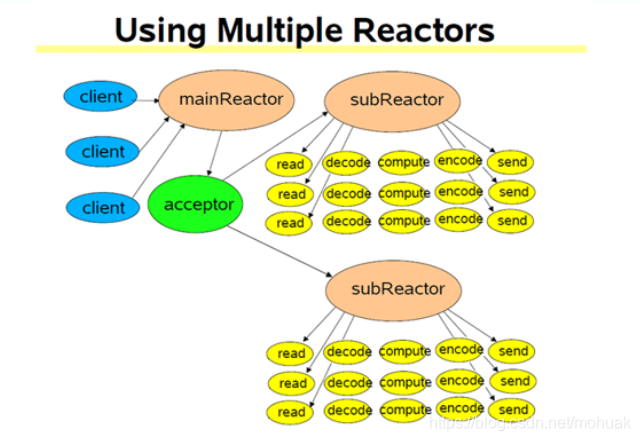 Using Multiple Reactors
client
mainReactor
subReactor
client
client
acceptor
read decode compute encode send
read decode compute encode send
read decode compute encode send
subReactor
read decode compute encode send
read decode compute encode send
read decode compute encode send
https://blog.csdn.net/mohuak